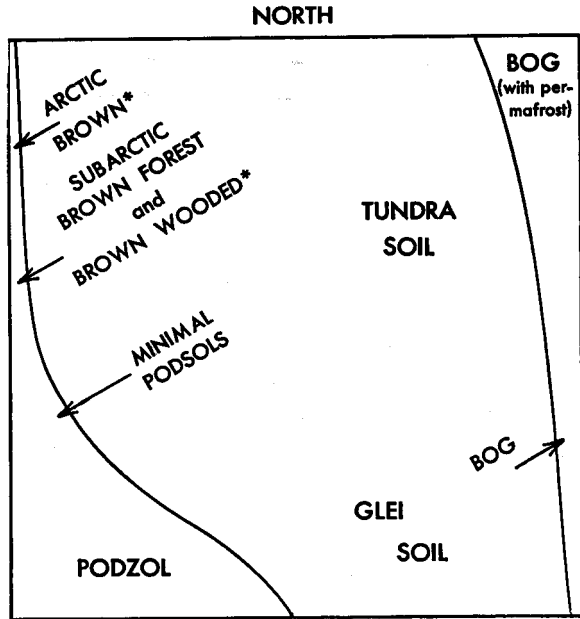 NORTH
BOG
(with per-
mafrost)
ARCTIC
BROWN*
SUBARCTIC
BROWN FOREST
and
BROWN WOODED*
TUNDRA
SOIL
MINIMAL
PODSOLS
BOG
GLEI
SOIL
PODZOL